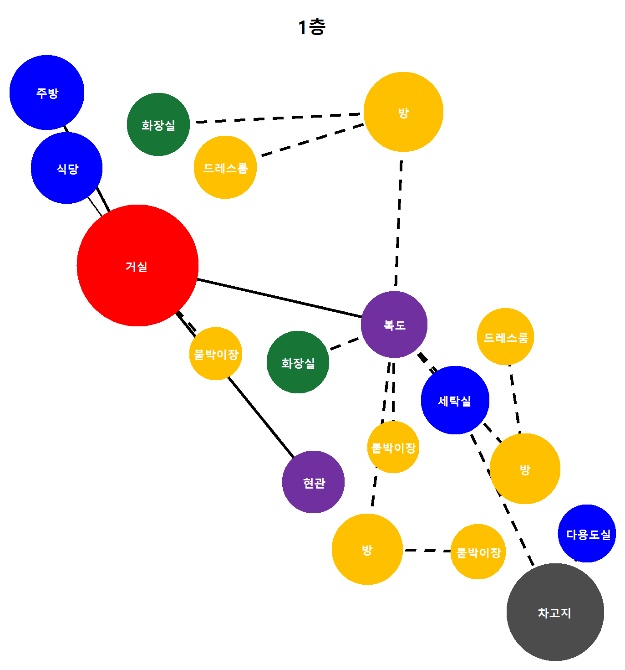 1층
주방
화장실
방
식당
드레스룸
거실
복도
드레스룸
붙박이장
화장실
세탁실
붙박이장
방
현관
다용도실
방
붙박이장
차고지